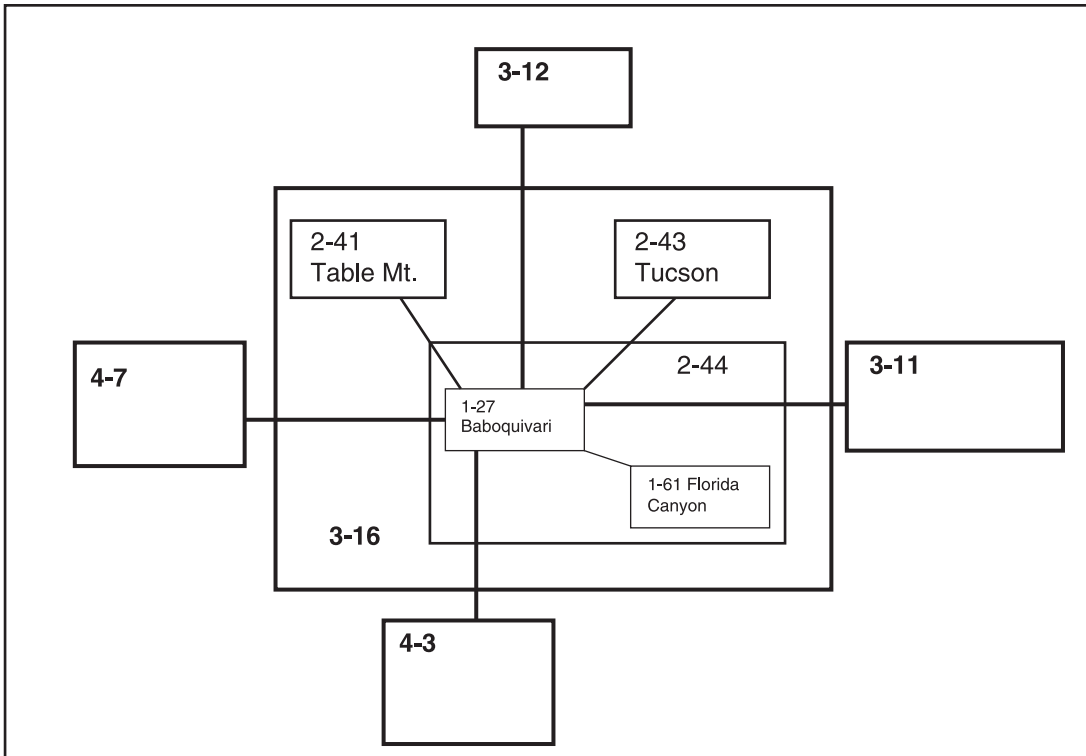 3-12
2-41
Table Mt.
2-43
Tucson
4-7
2-44
3-11
1-27
Baboquivari
1-61 Florida
Canyon
3-16
4-3